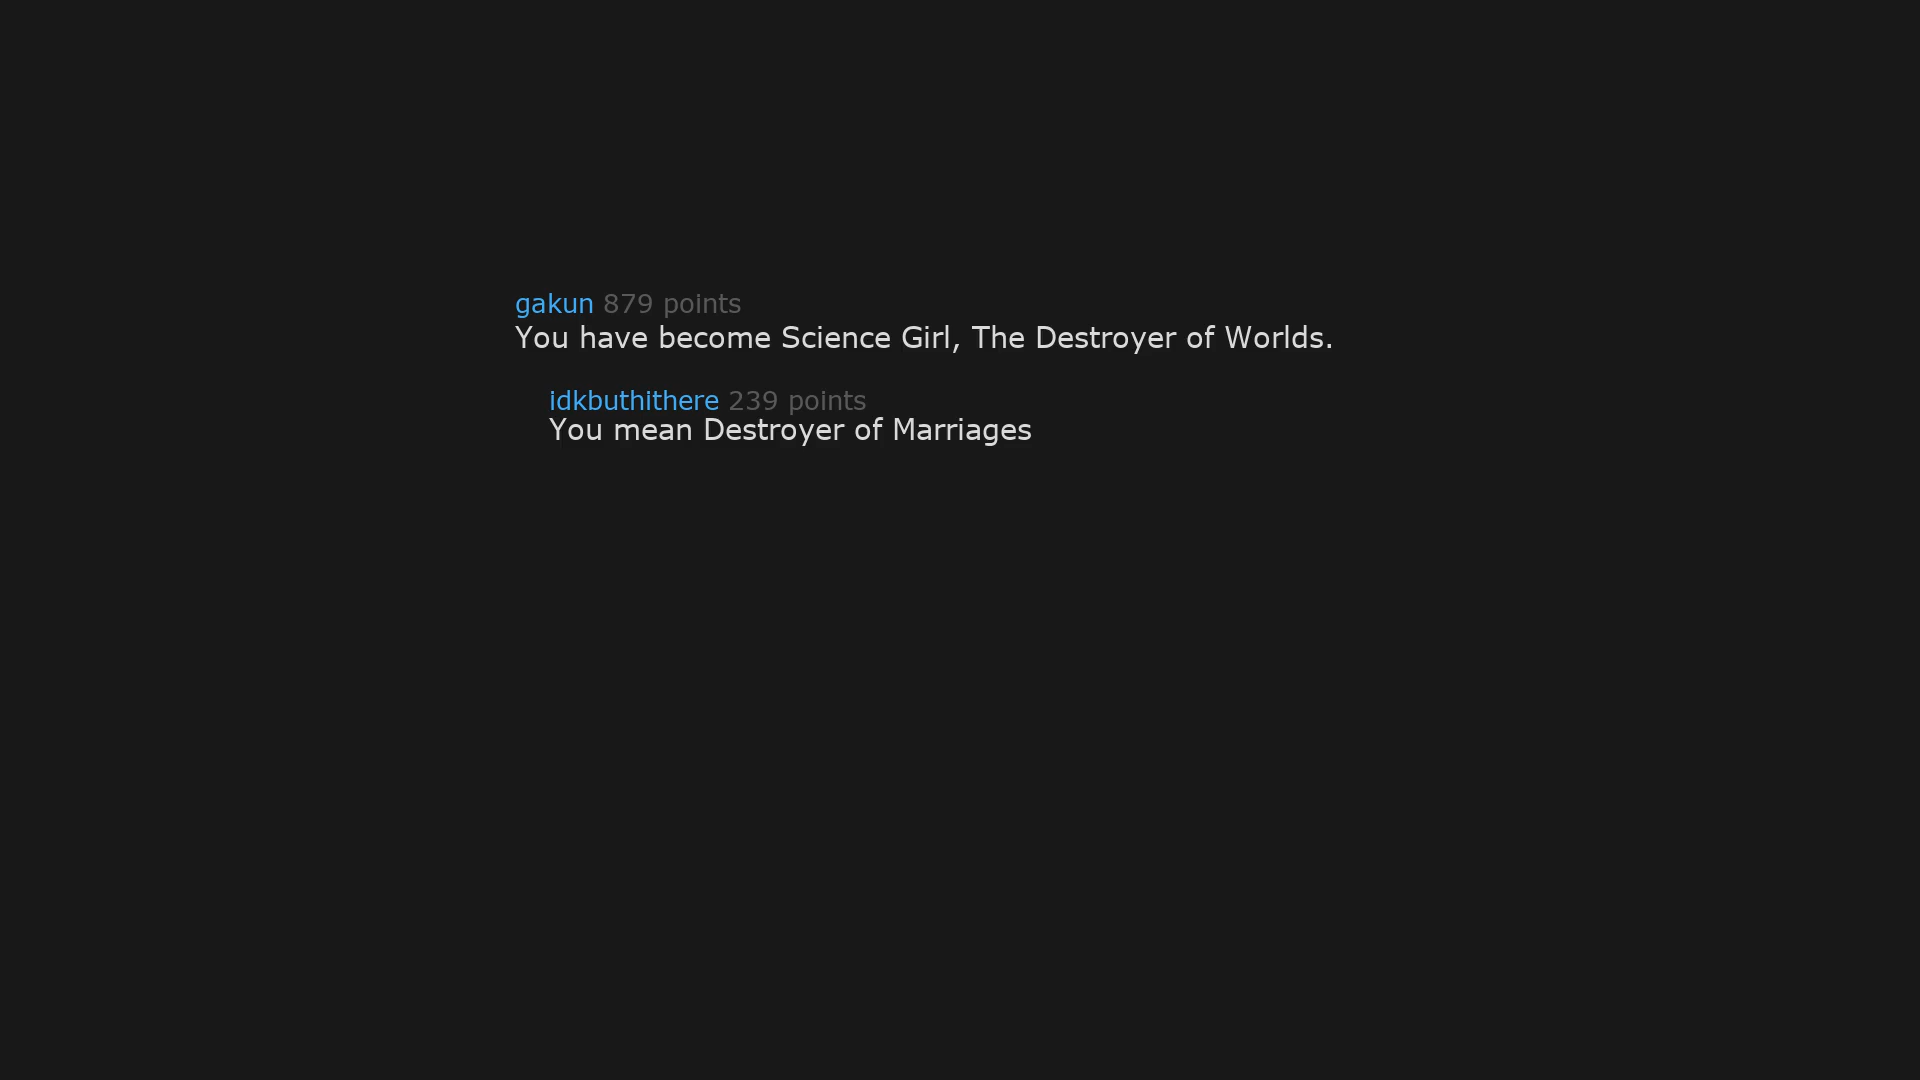 gakun 879 points
You have become Science Girl, The Destroyer of Worlds.
idkbuthithere 239 points
You mean Destroyer of Marriages